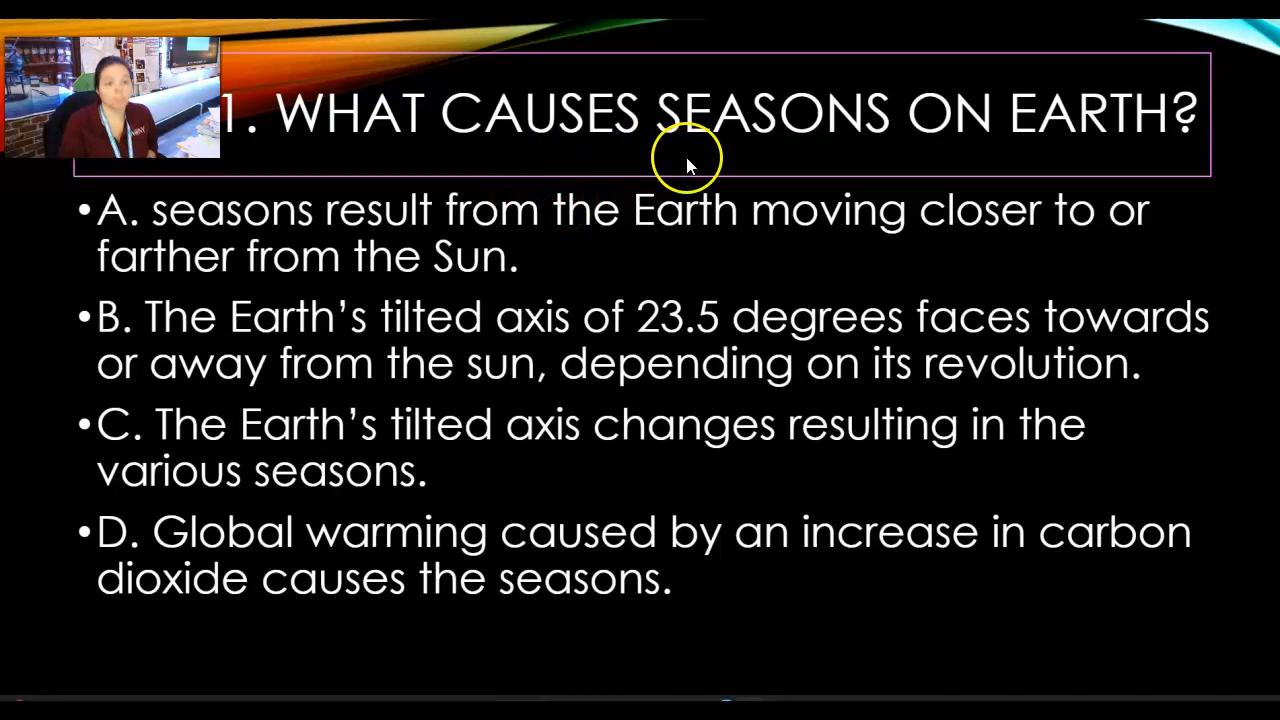 1. WHAT CAUSES SEASONS ON EARTH?
•A. seasons result from the Earth moving closer to or
farther from the Sun.
•B. The Earth's tilted axis of 23.5 degrees faces towards
or away from the sun, depending on its revolution.
•C. The Earth's tilted axis changes resulting in the
various seasons.
•D. Global warming caused by an increase in carbon
dioxide causes the seasons.